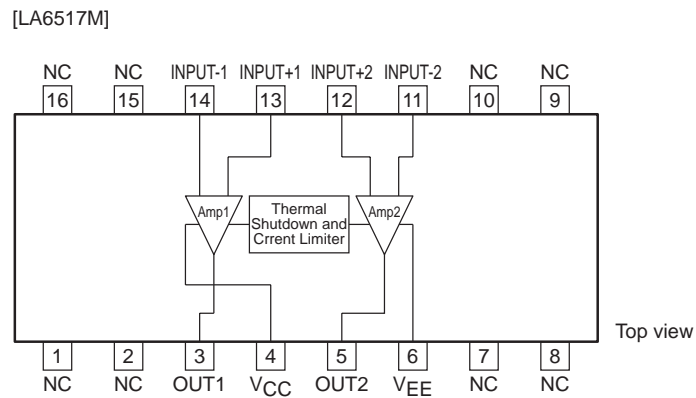 [LA6517M]
NC NC INPUT-1 INPUT+1 INPUT+2 INPUT-2 NC NC
16 15 14 13 12 11 10 9
Amp1
Thermal
Shutdown and
Crrent Limiter
Amp2
Top view
1 2 3 4 5 6 7 8
NC NC OUT1 VCC OUT2 VEE NC NC